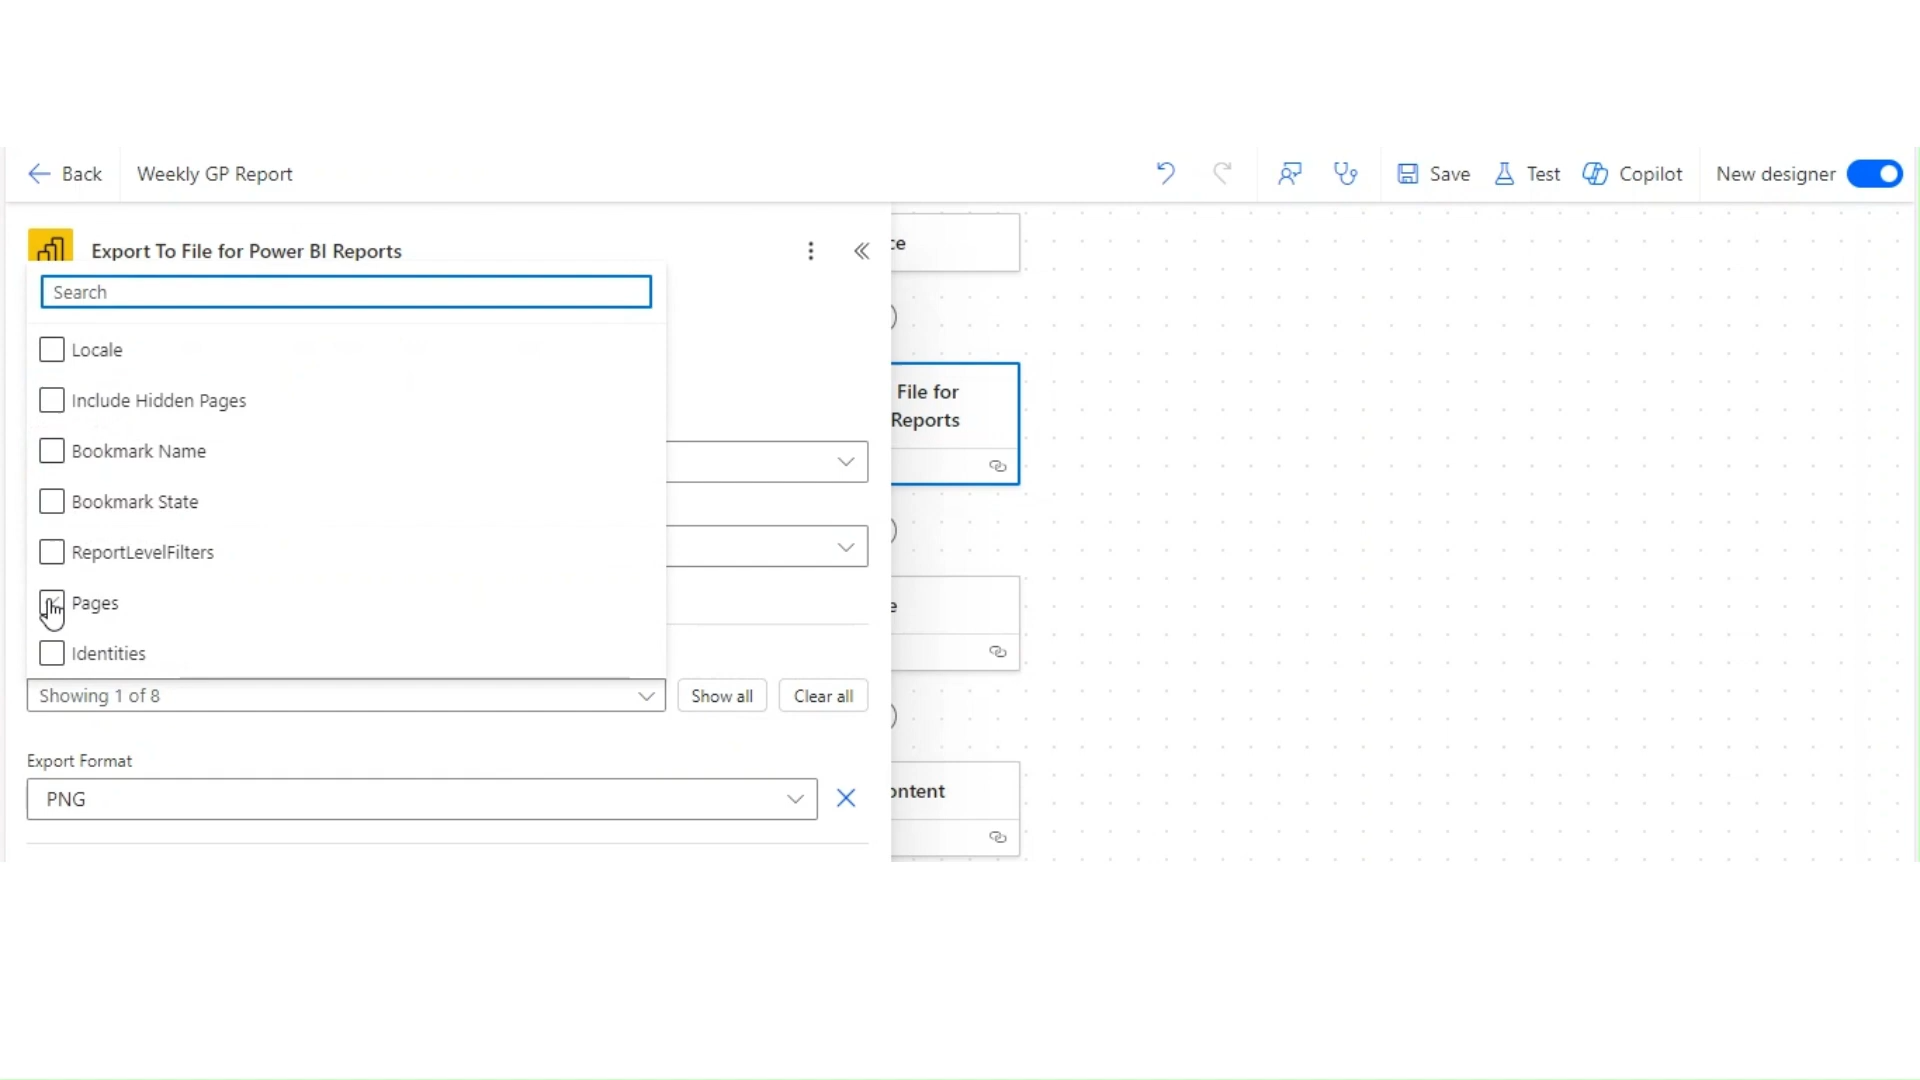 Back
Weekly GP Report
Save
Test
Copilot
New designer
Export To File for Power BI Reports
Search
Locale
Include Hidden Pages
Bookmark Name
Bookmark State
ReportLevelFilters
Pages
Identities
Showing 1 of 8
Show all
Clear all
Export Format
PNG
ce
File for
Reports
e
ontent